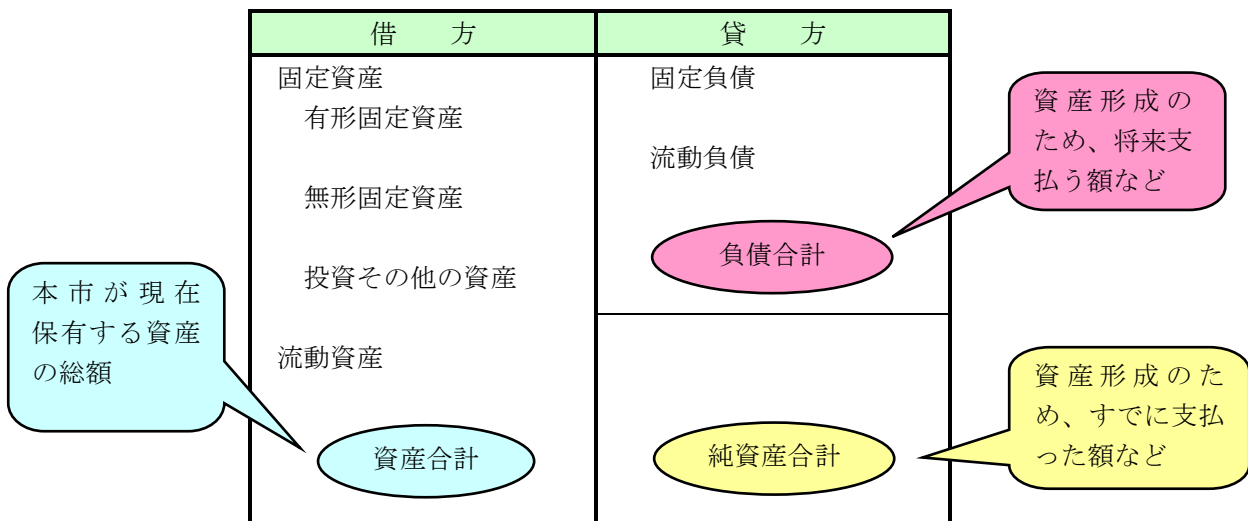 借　方
貸　方
固定資産
有形固定資産
無形固定資産
投資その他の資産
流動資産
資産合計
固定負債
流動負債
負債合計
純資産合計
本市が現在
保有する資産
の総額
資産形成の
ため、将来支
払う額など
資産形成のた
め、すでに支払
った額など